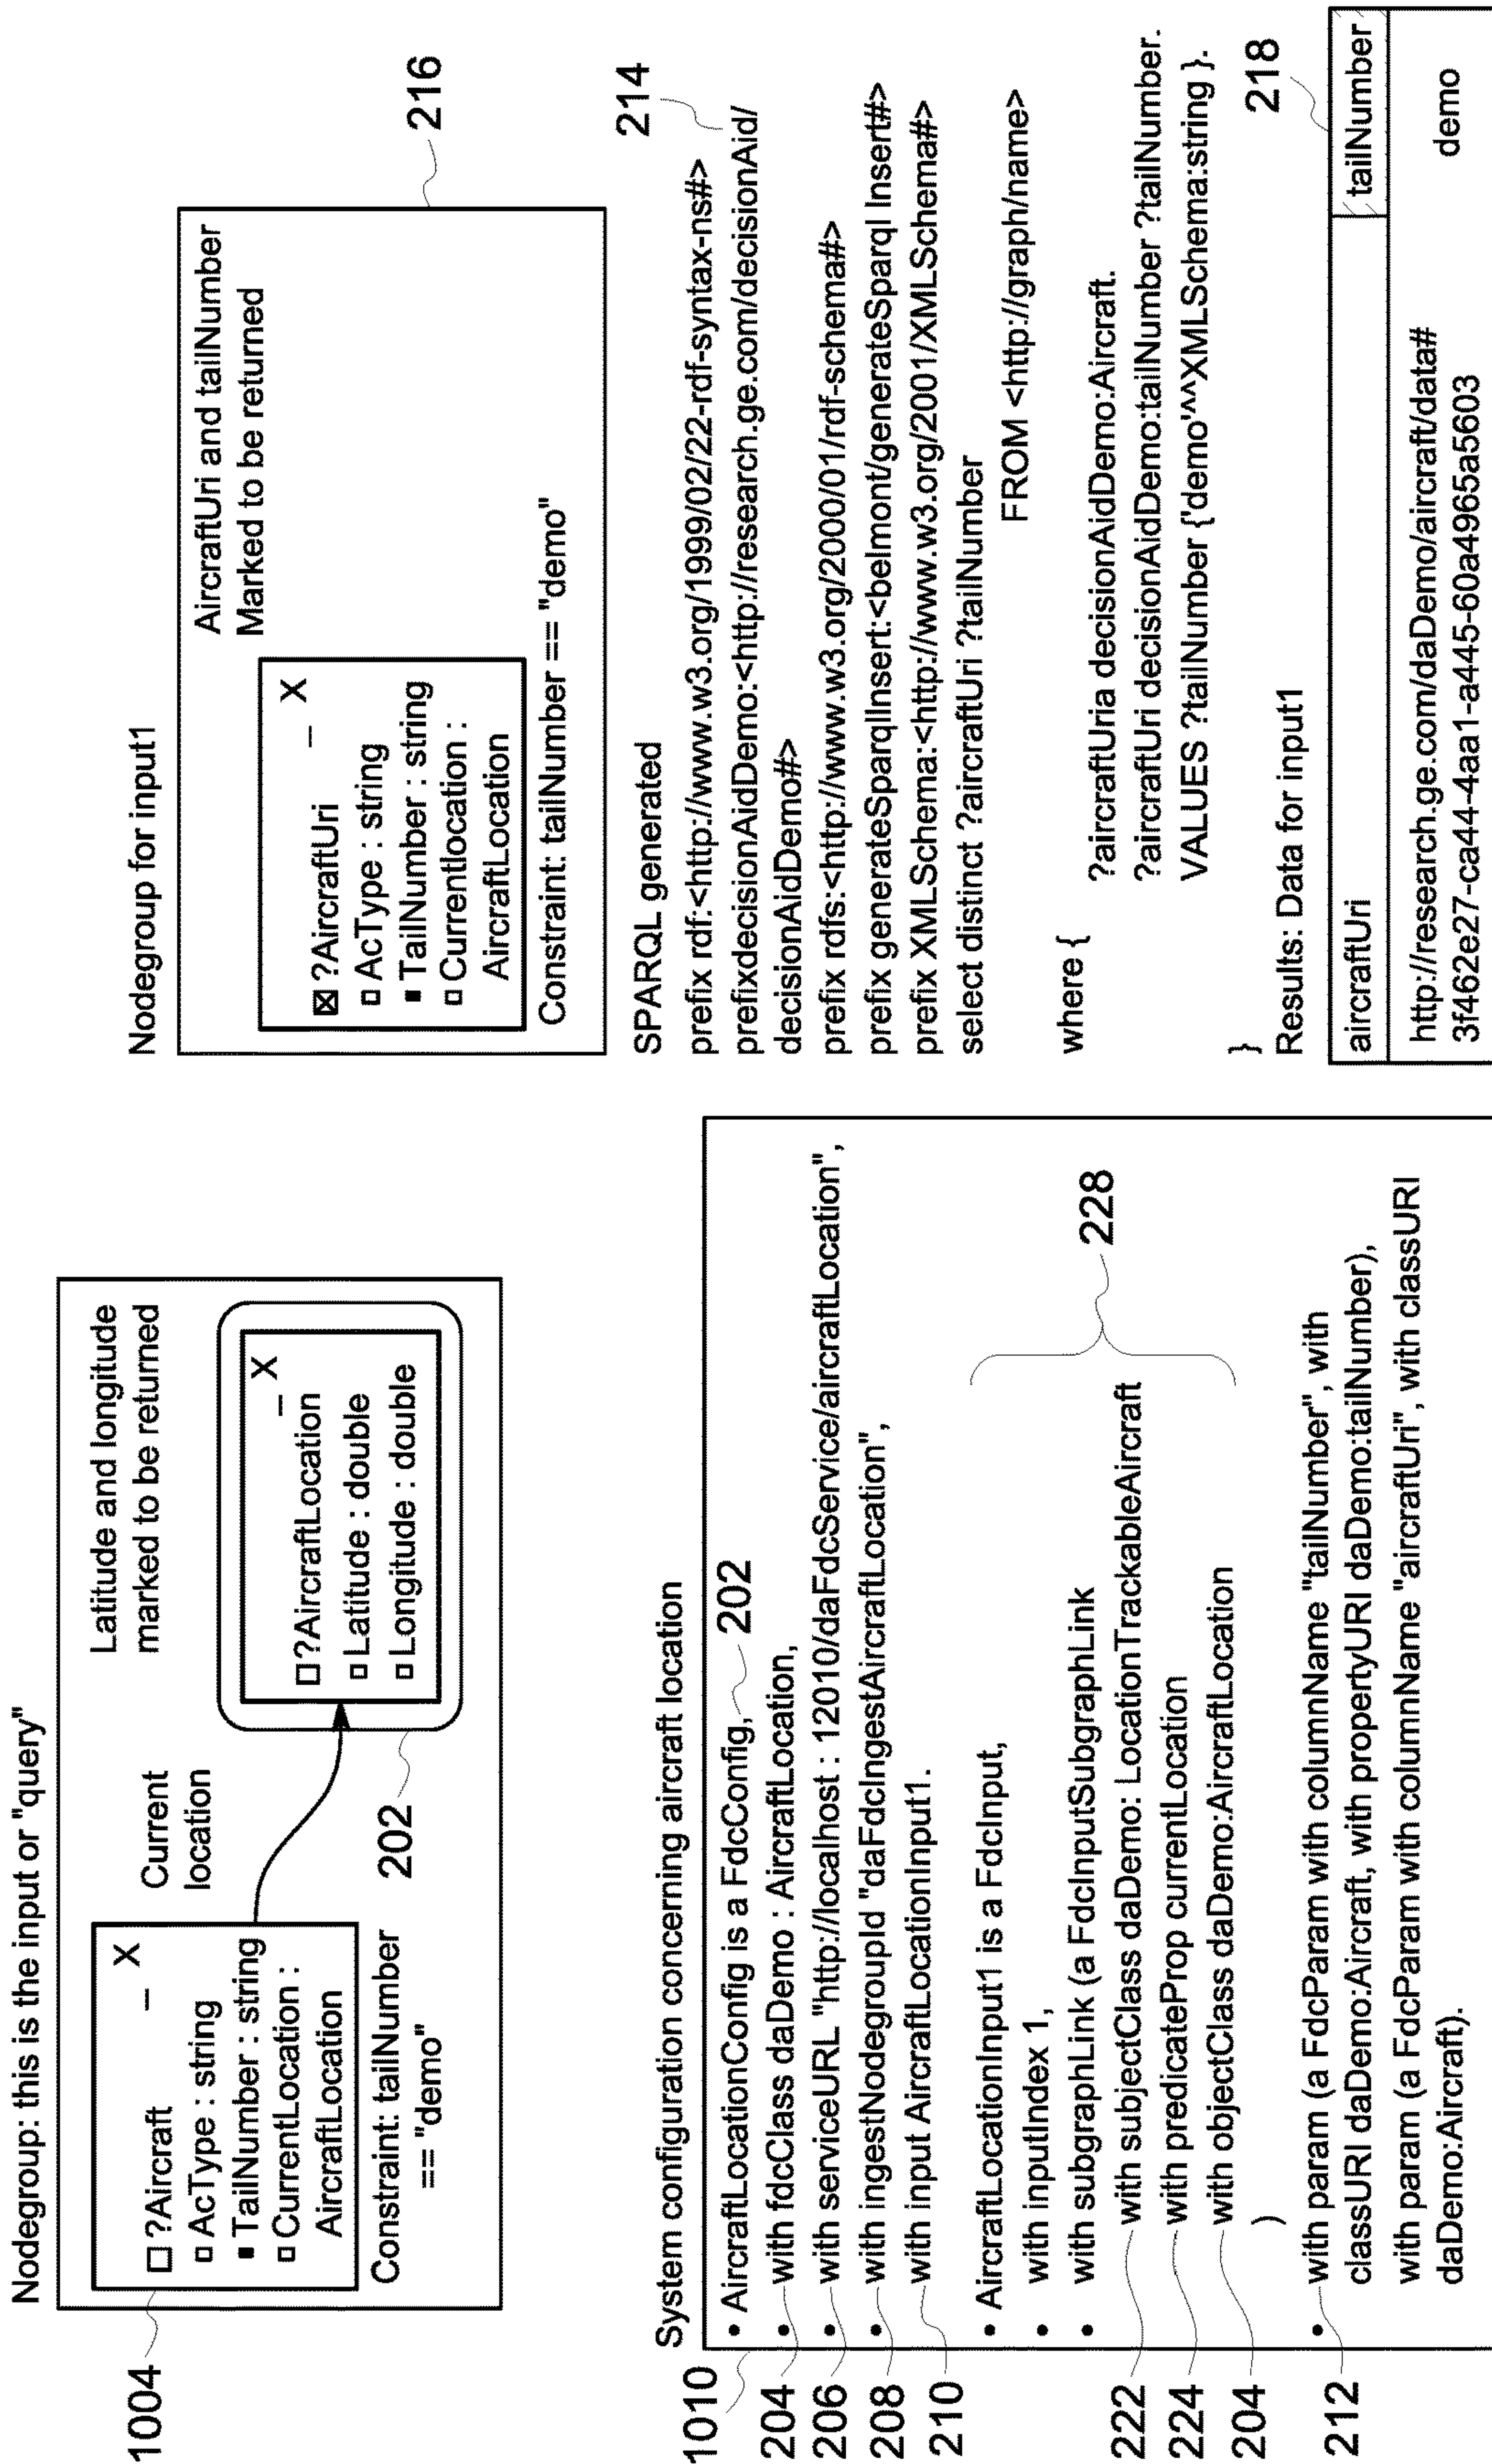 Nodegroup: this is the input or "query"
1004
☐ ?Aircraft _ X
▫ AcType : string
▪ TailNumber : string
▫ CurrentLocation :
AircraftLocation
Constraint: tailNumber
== "demo"
Current
location
202
Latitude and longitude
marked to be returned
☐ ?AircraftLocation _ X
▫ Latitude : double
▫ Longitude : double
System configuration concerning aircraft location
1010
• AircraftLocationConfig is a FdcConfig, 202
204 • with fdcClass daDemo : AircraftLocation,
206 • with serviceURL "http://localhost : 12010/daFdcService/aircraftLocation",
208 • with ingestNodegroupId "daFdcIngestAircraftLocation",
210 with input AircraftLocationInput1.
• AircraftLocationInput1 is a FdcInput,
• with inputIndex 1,
• with subgraphLink (a FdcInputSubgraphLink
222 with subjectClass daDemo: LocationTrackableAircraft
224 with predicateProp currentLocation
204 with objectClass daDemo:AircraftLocation
)
228
212 • with param (a FdcParam with columnName "tailNumber", with
classURI daDemo:Aircraft, with propertyURI daDemo:tailNumber),
with param (a FdcParam with columnName "aircraftUri", with classURI
daDemo:Aircraft).
Nodegroup for input1
AircraftUri and tailNumber
Marked to be returned
☒ ?AircraftUri _ X
▫ AcType : string
▪ TailNumber : string
▫ Currentlocation :
AircraftLocation
Constraint: tailNumber == "demo"
216
SPARQL generated
214
prefix rdf:<http://www.w3.org/1999/02/22-rdf-syntax-ns#>
prefixdecisionAidDemo:<http://research.ge.com/decisionAid/
decisionAidDemo#>
prefix rdfs:<http://www.w3.org/2000/01/rdf-schema#>
prefix generateSparqlInsert:<belmont/generateSparql Insert#>
prefix XMLSchema:<http://www.w3.org/2001/XMLSchema#>
select distinct ?aircraftUri ?tailNumber
FROM <http://graph/name>
where {
?aircraftUria decisionAidDemo:Aircraft.
?aircraftUri decisionAidDemo:tailNumber ?tailNumber.
VALUES ?tailNumber {'demo'^^XMLSchema:string }.
}
Results: Data for input1
218
aircraftUri tailNumber
http://research.ge.com/daDemo/aircraft/data# demo
3f462e27-ca44-4aa1-a445-60a4965a5603